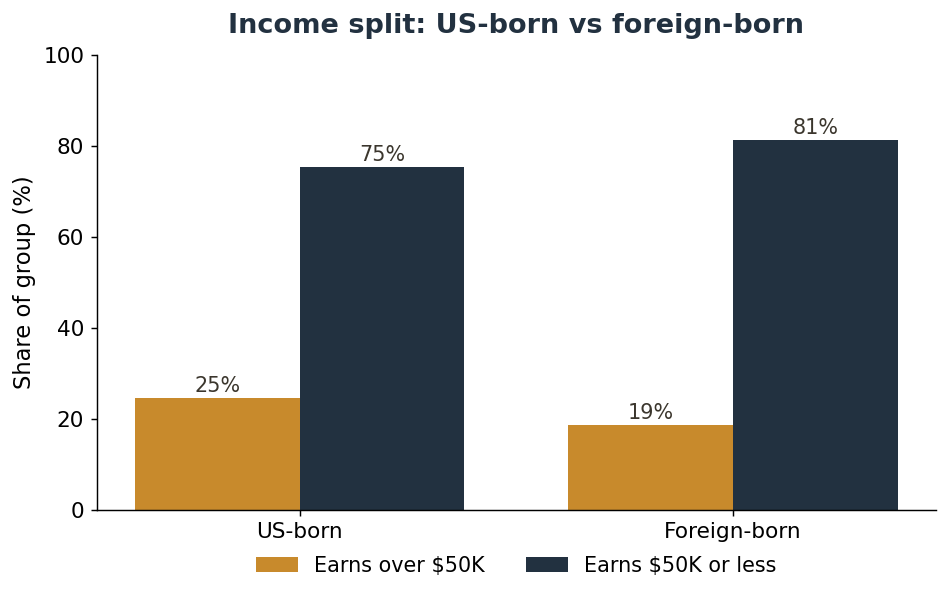 Income split: US-born vs foreign-born
Share of group (%)
100
80
60
40
20
0
25%
75%
19%
81%
US-born
Foreign-born
Earns over $50K
Earns $50K or less